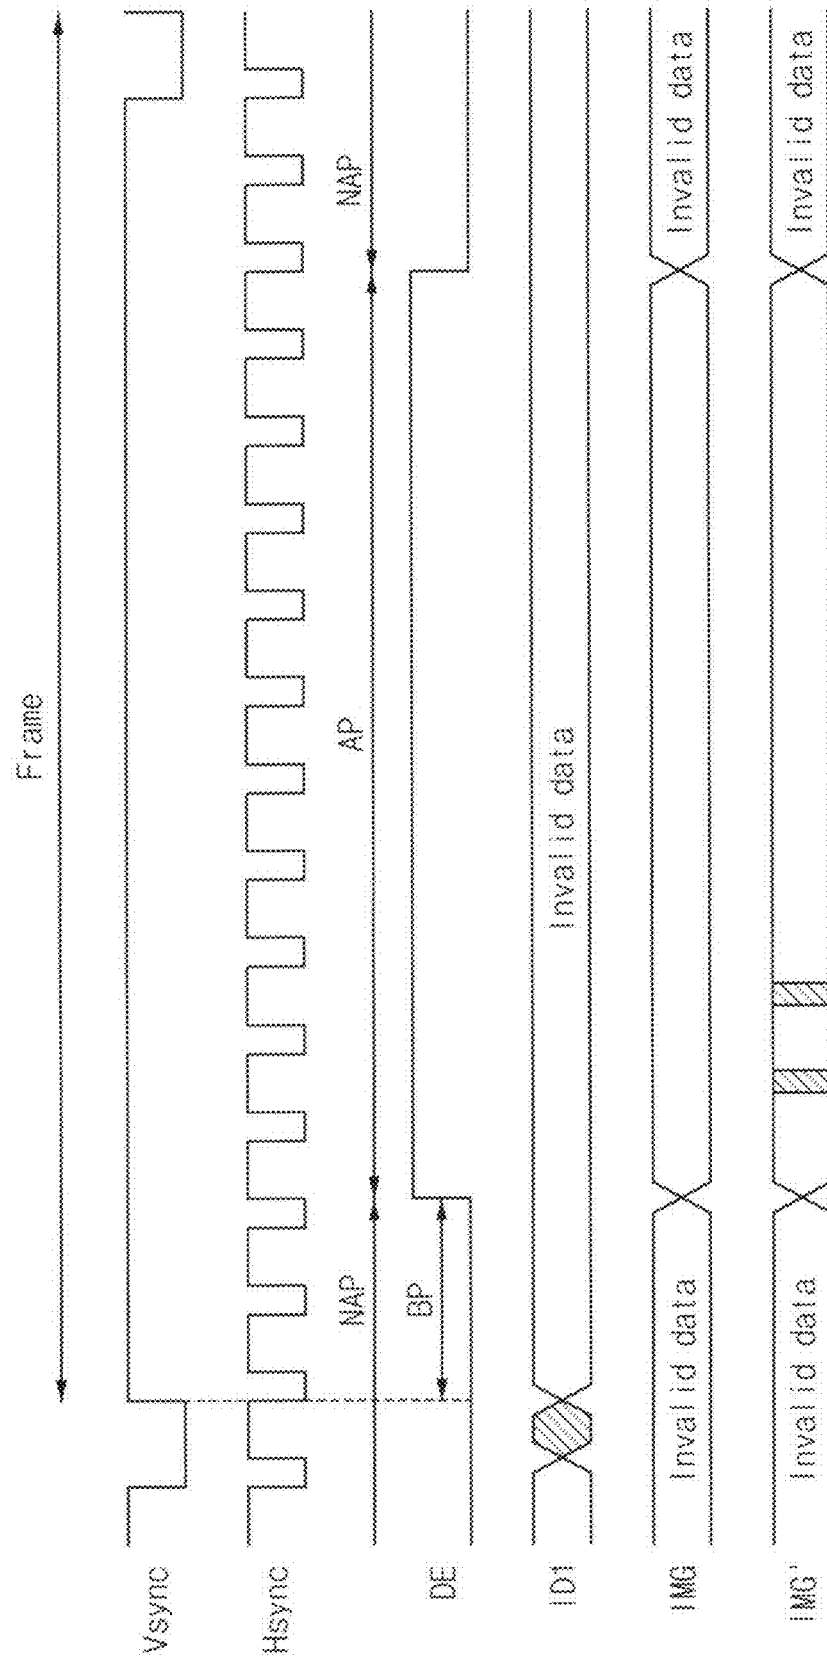 Frame
Vsync
Hsync
NAP
AP
NAP
DE
BP
ID1
Invalid data
IMG
Invalid data
Invalid data
IMG'
Invalid data
Invalid data